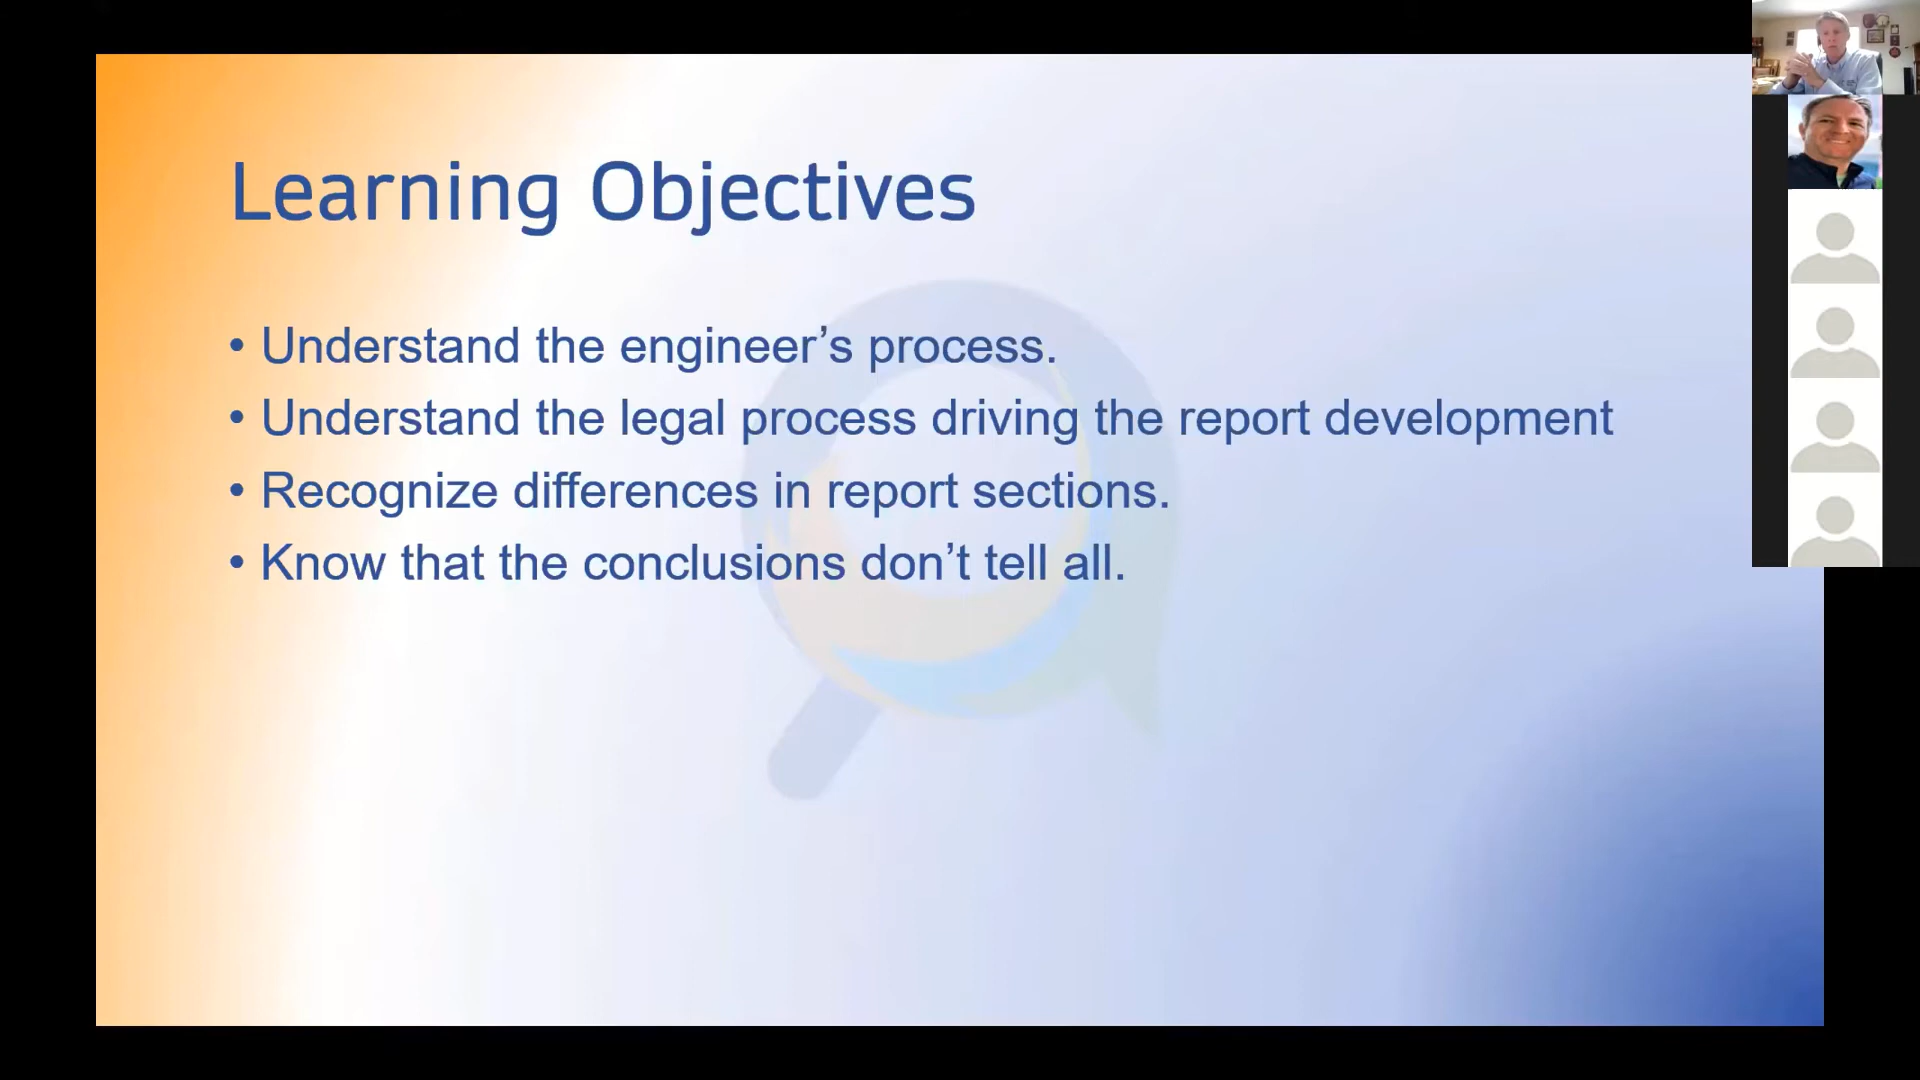 Learning Objectives
• Understand the engineer’s process.
• Understand the legal process driving the report development
• Recognize differences in report sections.
• Know that the conclusions don’t tell all.